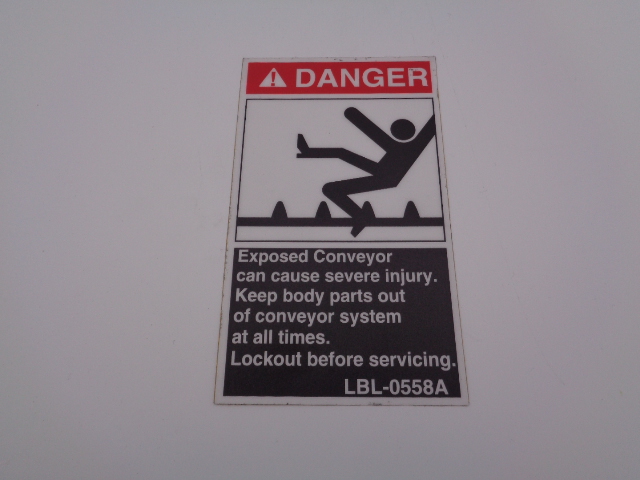 DANGER
Exposed Conveyor
can cause severe injury.
Keep body parts out
of conveyor system
at all times.
Lockout before servicing.
LBL-0558A